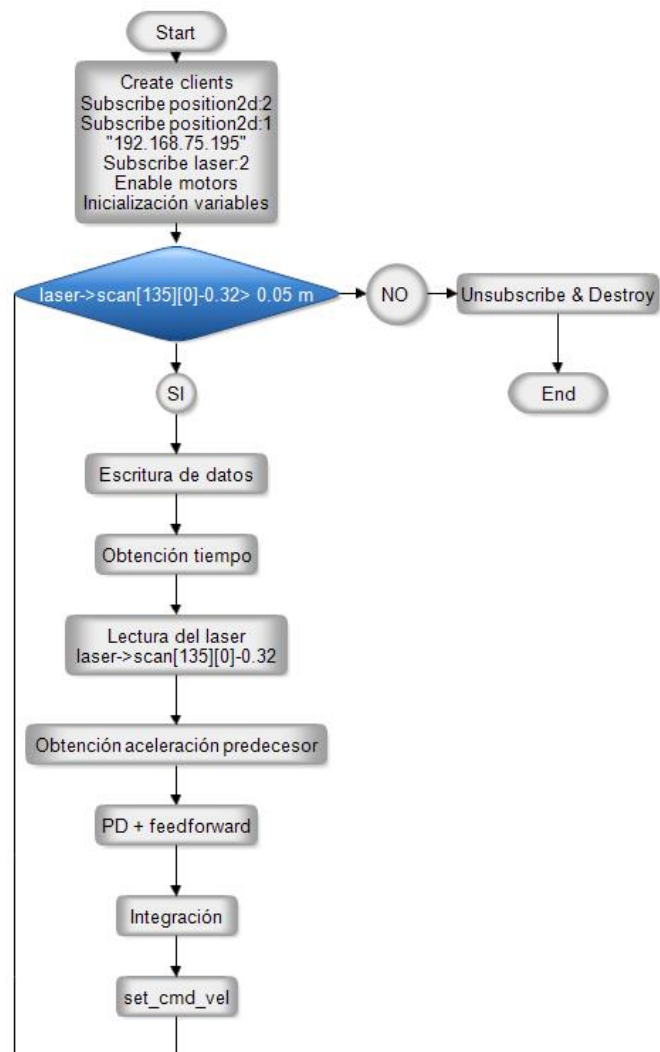 Start
Create clients
Subscribe position2d:2
Subscribe position2d:1
"192.168.75.195"
Subscribe laser:2
Enable motors
Inicialización variables
laser->scan[135][0]-0.32> 0.05 m
NO
Unsubscribe & Destroy
End
SI
Escritura de datos
Obtención tiempo
Lectura del laser
laser->scan[135][0]-0.32
Obtención aceleración predecesor
PD + feedforward
Integración
set_cmd_vel